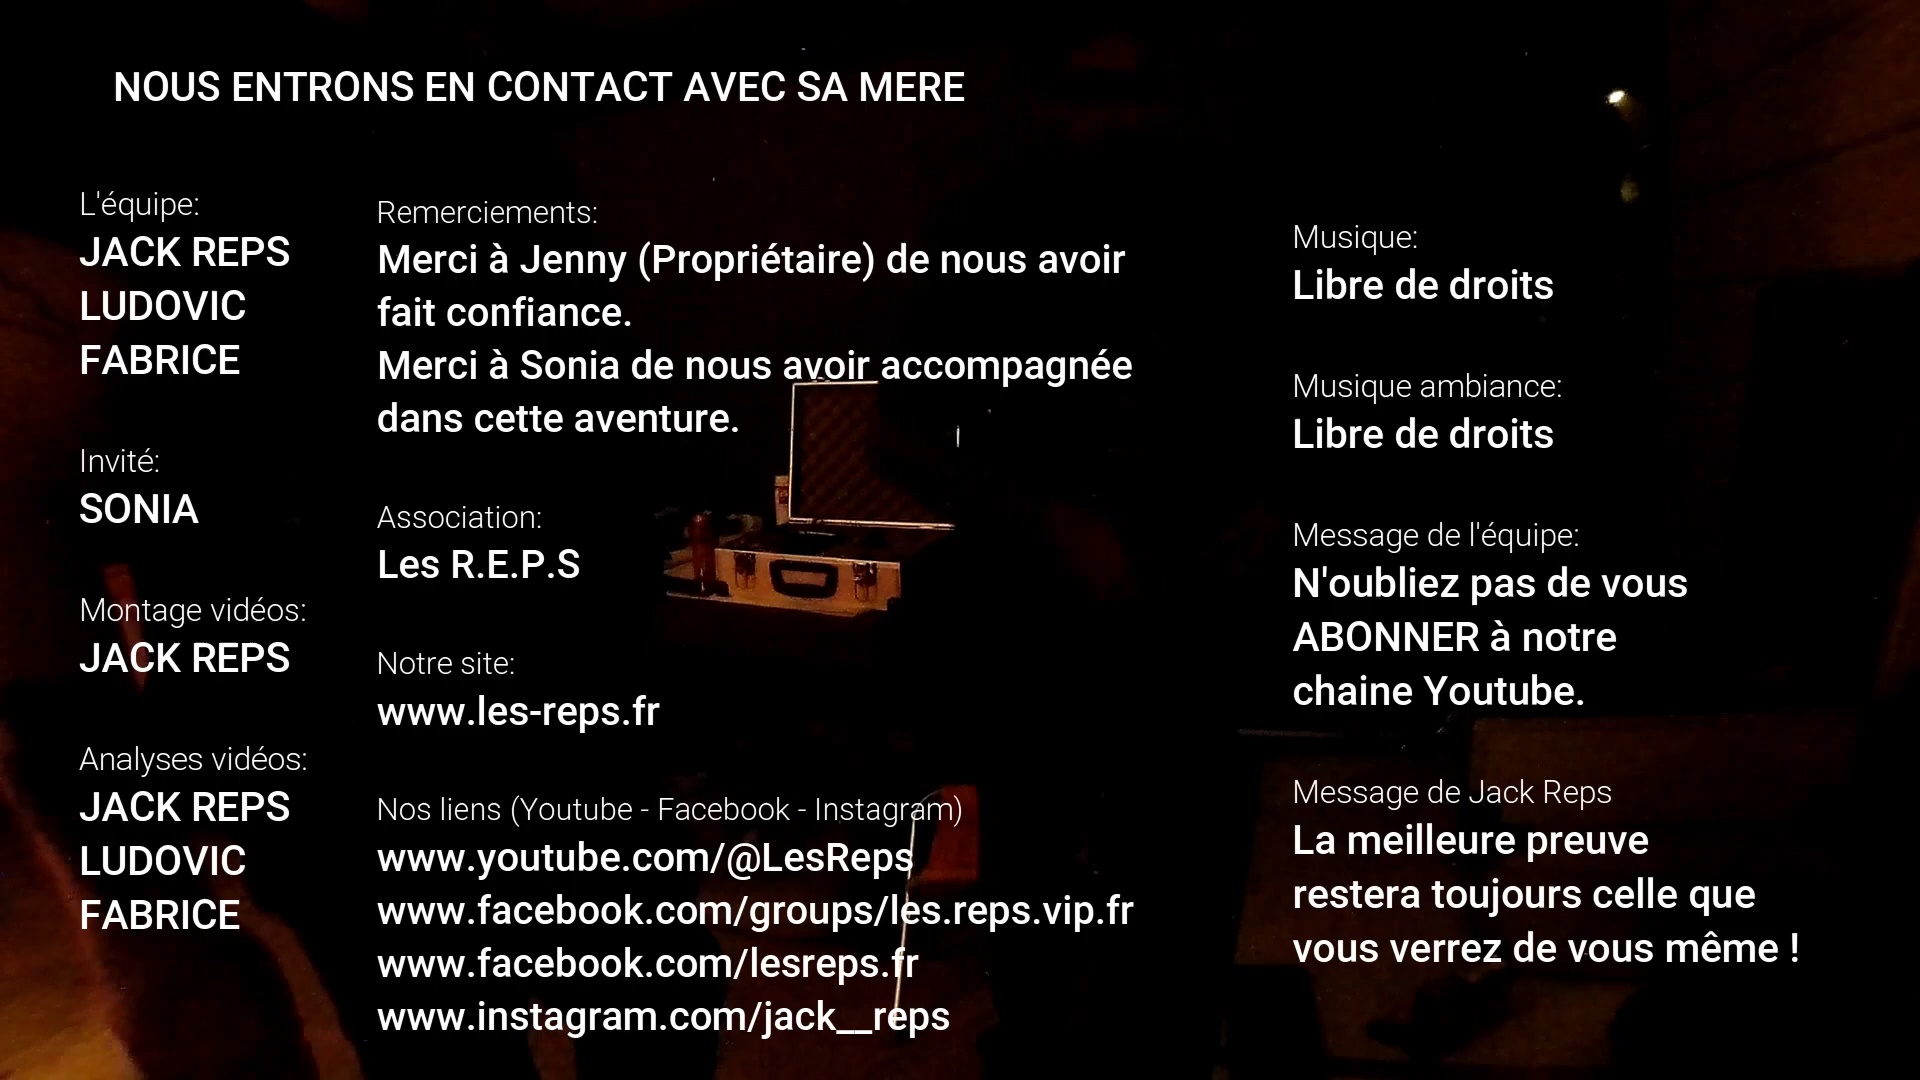 NOUS ENTRONS EN CONTACT AVEC SA MERE
L'équipe:
JACK REPS
LUDOVIC
FABRICE
Invité:
SONIA
Montage vidéos:
JACK REPS
Analyses vidéos:
JACK REPS
LUDOVIC
FABRICE
Remerciements:
Merci à Jenny (Propriétaire) de nous avoir
fait confiance.
Merci à Sonia de nous avoir accompagnée
dans cette aventure.
Association:
Les R.E.P.S
Notre site:
www.les-reps.fr
Nos liens (Youtube - Facebook - Instagram)
www.youtube.com/@LesReps
www.facebook.com/groups/les.reps.vip.fr
www.facebook.com/lesreps.fr
www.instagram.com/jack__reps
Musique:
Libre de droits
Musique ambiance:
Libre de droits
Message de l'équipe:
N'oubliez pas de vous
ABONNER à notre
chaine Youtube.
Message de Jack Reps
La meilleure preuve
restera toujours celle que
vous verrez de vous même !